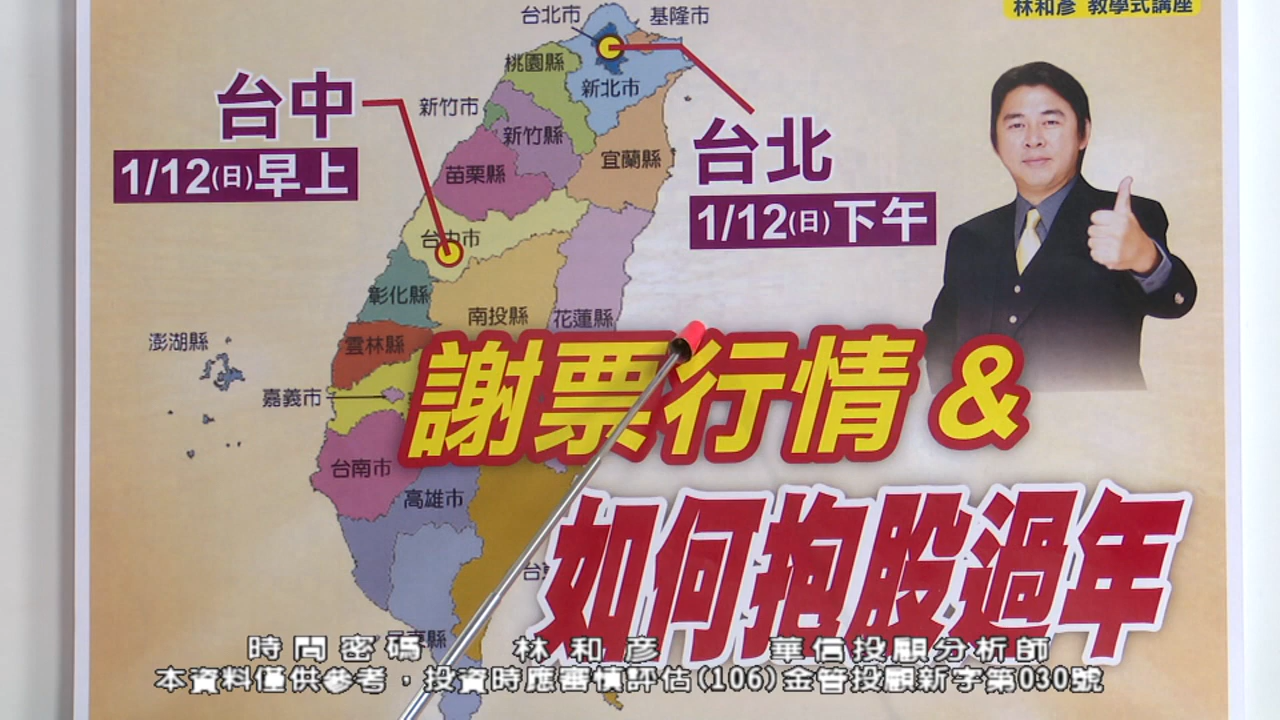 林和彥 教學式講座
台北市
基隆市
桃園縣
新北市
台中
1/12(日)早上
新竹市
新竹縣
宜蘭縣
台北
1/12(日)下午
苗栗縣
台中市
彰化縣
南投縣
花蓮縣
澎湖縣
雲林縣
嘉義市
謝票行情 &
台南市
高雄市
如何抱股過年
時間密碼 林和彥 華信投顧分析師
本資料僅供參考，投資時應審慎評估(106)金管投顧新字第030號